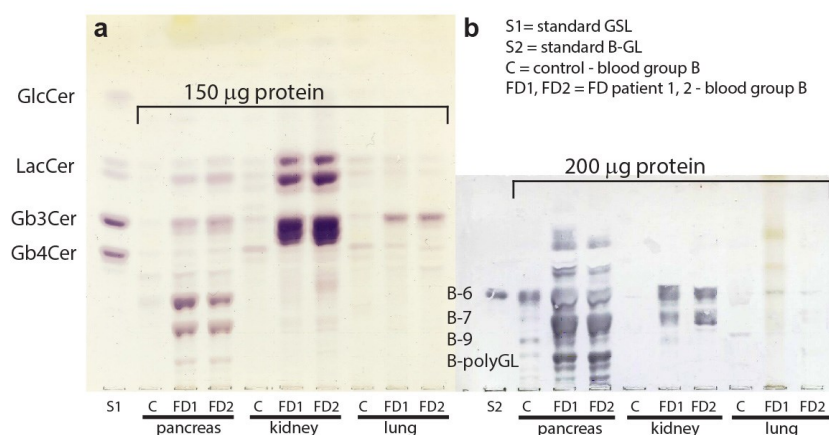 a
b
S1= standard GSL
S2 = standard B-GL
C = control - blood group B
FD1, FD2 = FD patient 1, 2 - blood group B
GlcCer
150 µg protein
LacCer
200 µg protein
Gb3Cer
Gb4Cer
B-6
B-7
B-9
B-polyGL
S1 C FD1 FD2 C FD1 FD2 C FD1 FD2 S2 C FD1 FD2 C FD1 FD2 C FD1 FD2
pancreas kidney lung pancreas kidney lung